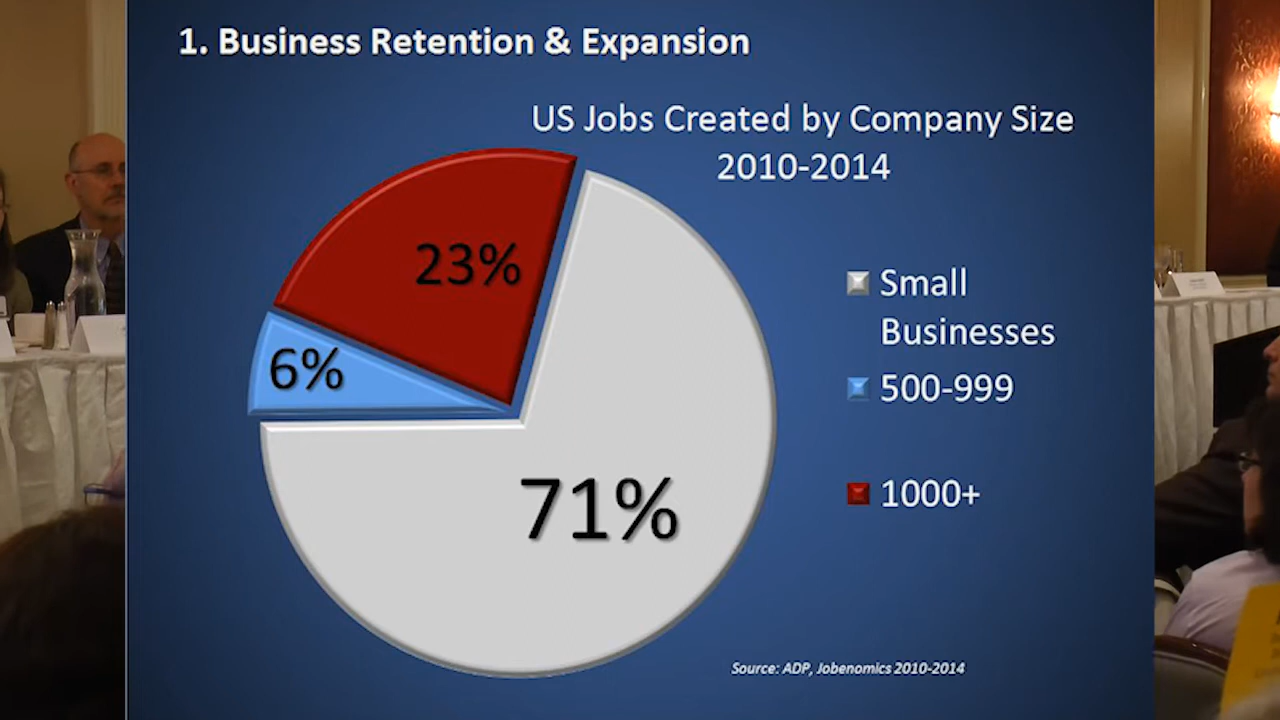 1. Business Retention & Expansion
US Jobs Created by Company Size
2010-2014
23%
6%
71%
Small
Businesses
500-999
1000+
Source: ADP, Jobenomics 2010-2014